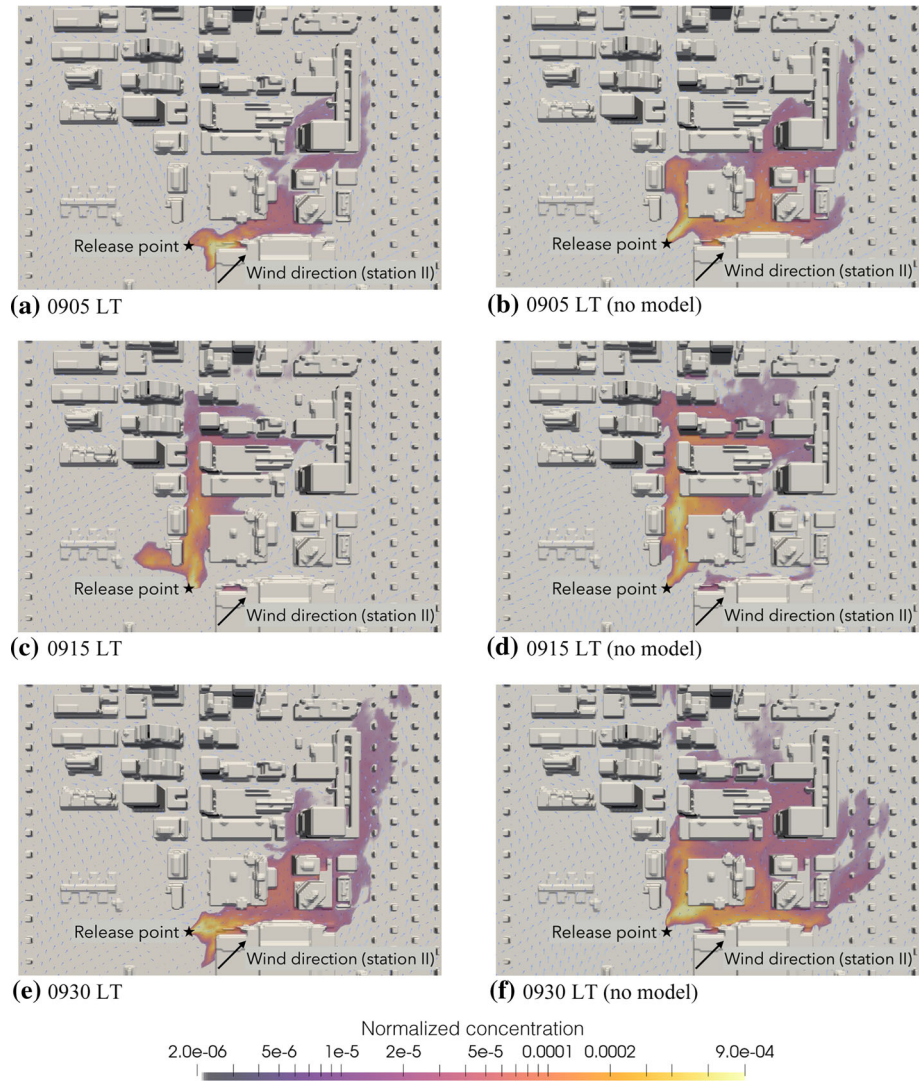 Release point
Wind direction (station II)
(a) 0905 LT
Release point
Wind direction (station II)
(b) 0905 LT (no model)
Release point
Wind direction (station II)
(c) 0915 LT
Release point
Wind direction (station II)
(d) 0915 LT (no model)
Release point
Wind direction (station II)
(e) 0930 LT
Release point
Wind direction (station II)
(f) 0930 LT (no model)
Normalized concentration
2.0e-06 5e-6 1e-5 2e-5 5e-5 0.0001 0.0002 9.0e-04